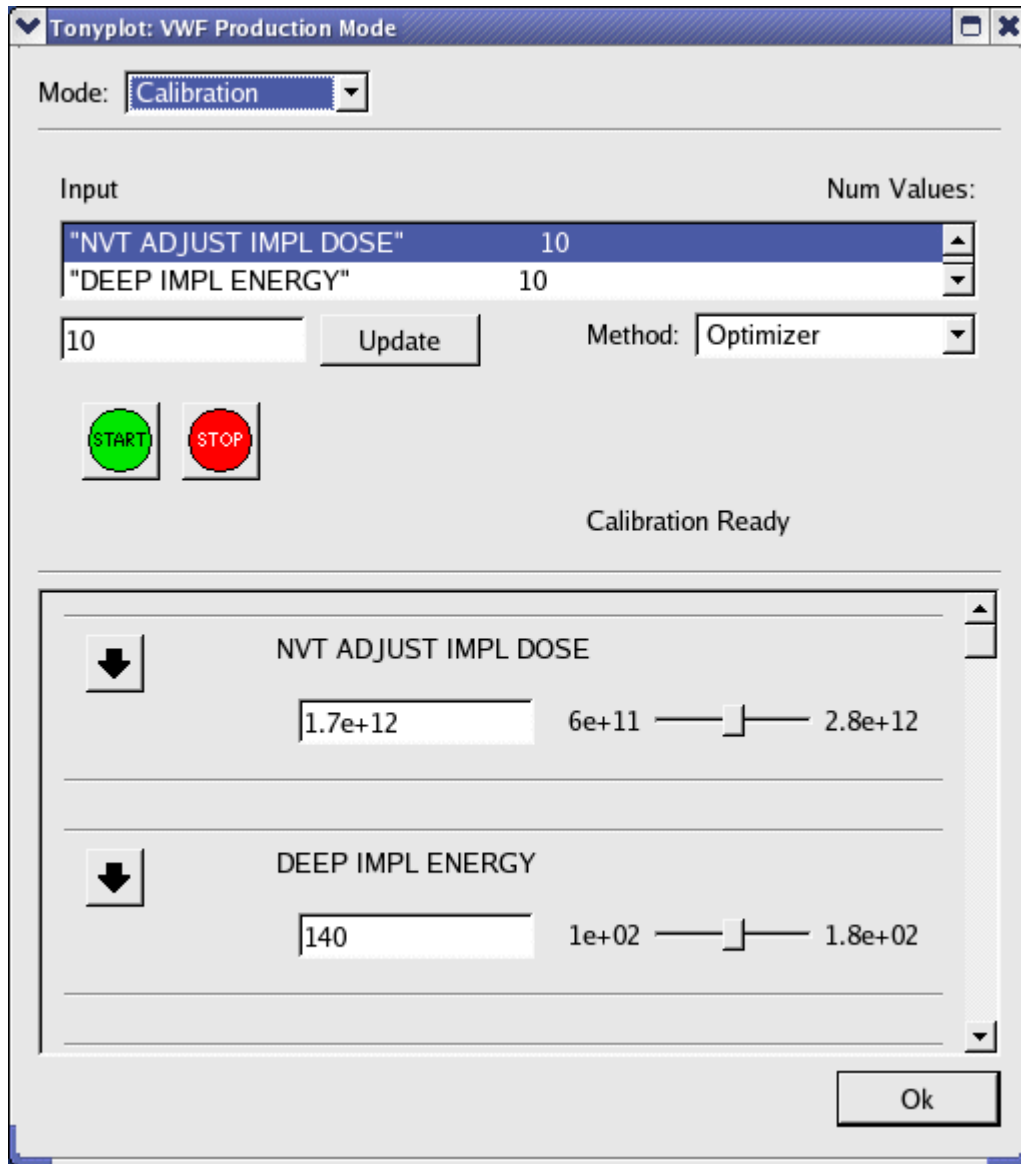 Tonyplot: VWF Production Mode
Mode: Calibration
Input Num Values:
"NVT ADJUST IMPL DOSE" 10
"DEEP IMPL ENERGY" 10
10 Update Method: Optimizer
START STOP
Calibration Ready
NVT ADJUST IMPL DOSE
1.7e+12 6e+11 2.8e+12
DEEP IMPL ENERGY
140 1e+02 1.8e+02
Ok